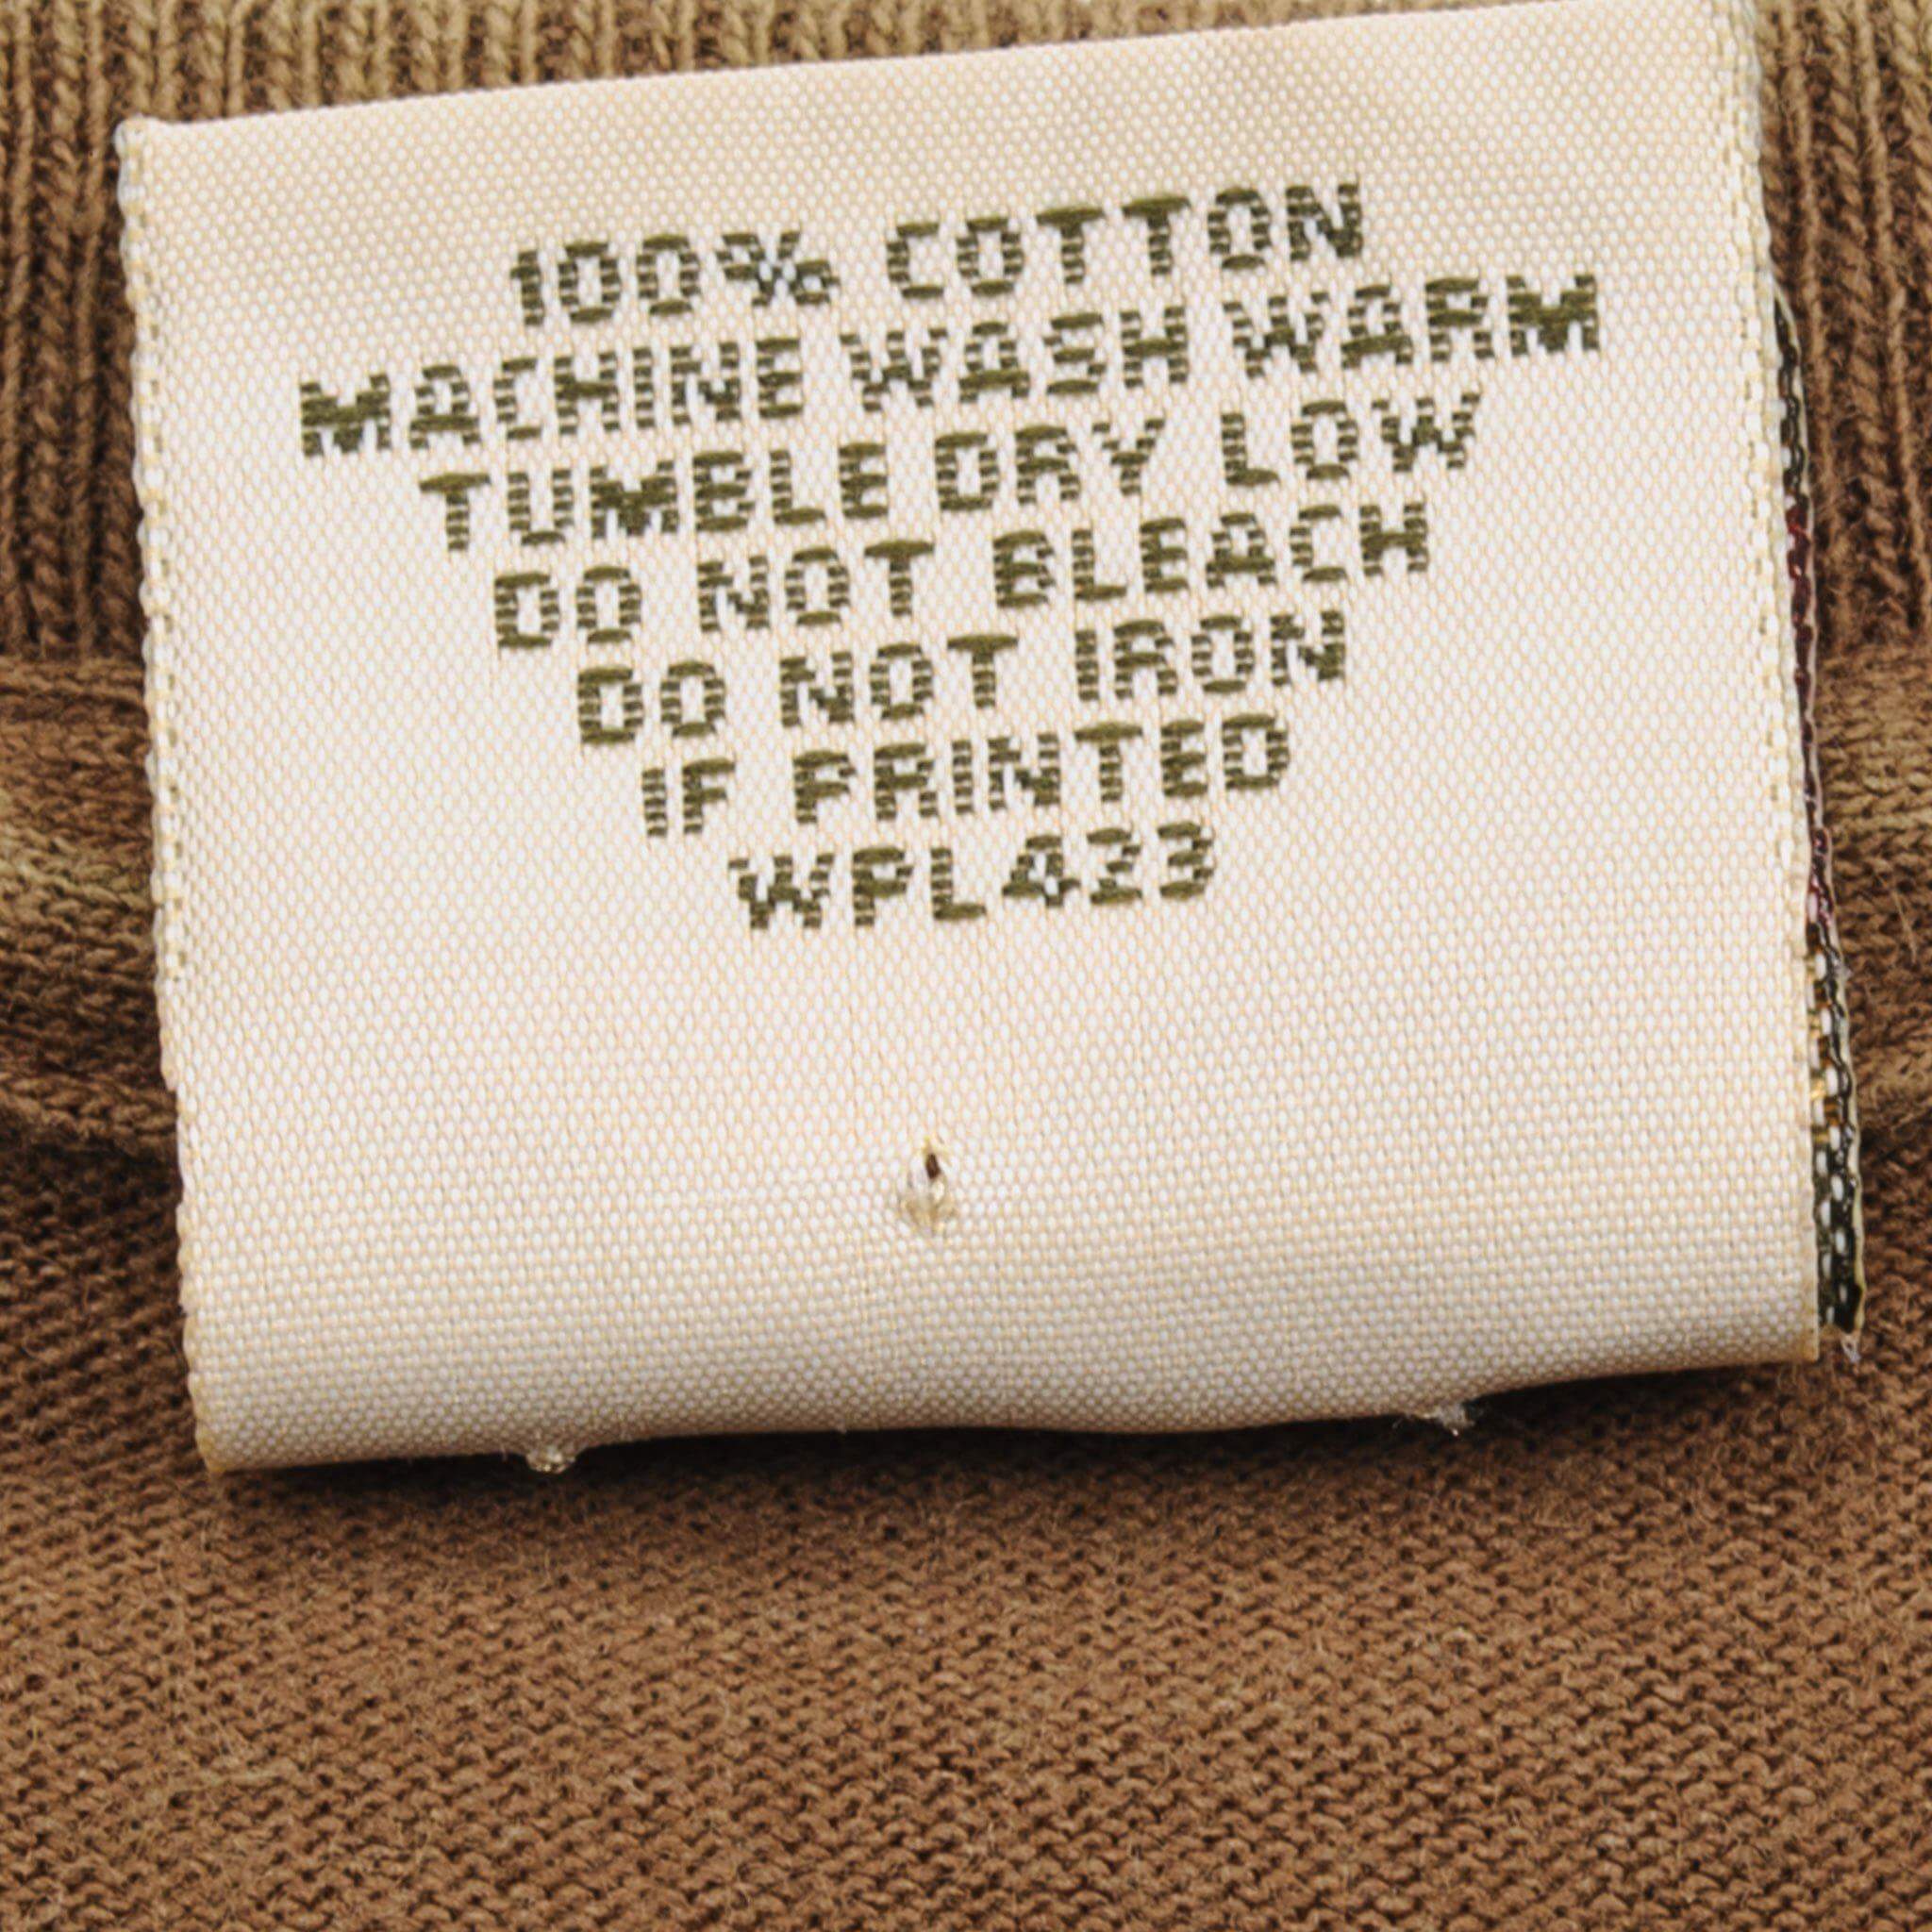 100% COTTON
MACHINE WASH WARM
TUMBLE DRY LOW
DO NOT BLEACH
DO NOT IRON
IF PRINTED
WPL423